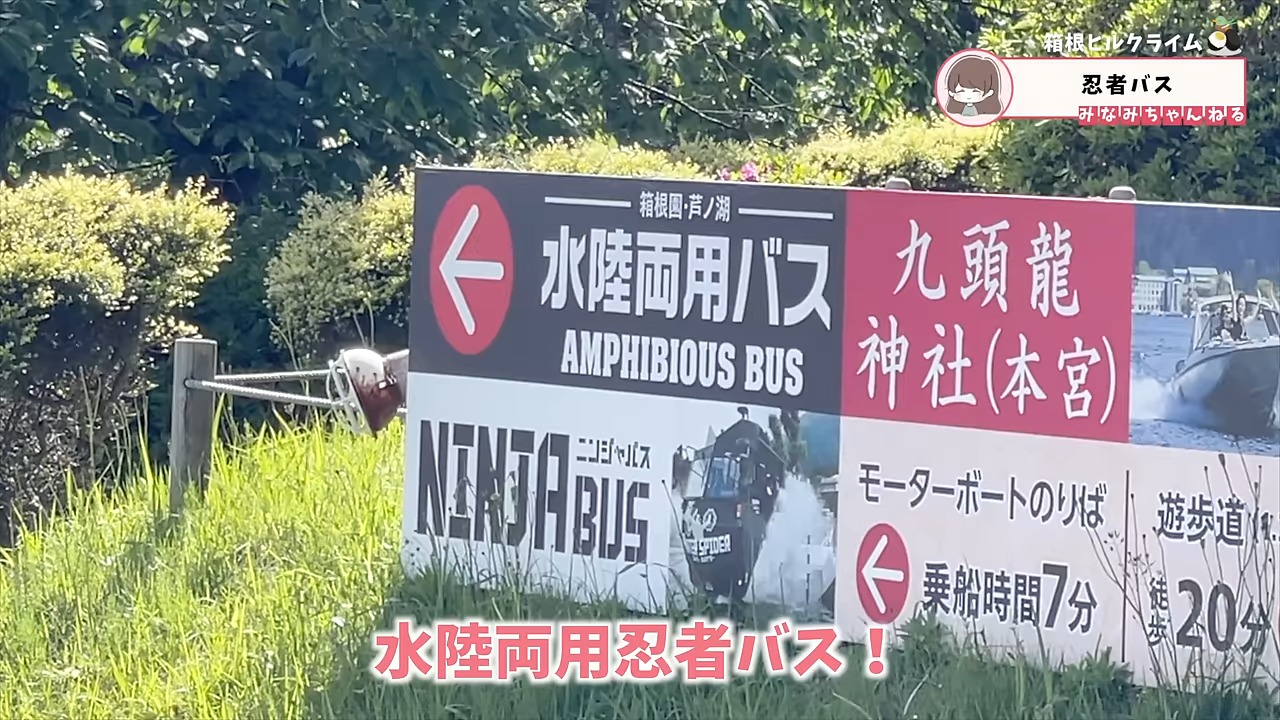 箱根ヒルクライム
忍者バス
みなみちゃんねる
箱根園・芦ノ湖
水陸両用バス
AMPHIBIOUS BUS
NINJA BUS
ニンジャバス
SPIDER
九頭龍
神社(本宮)
モーターボートのりば
乗船時間7分
遊歩道
徒歩20分
水陸両用忍者バス！